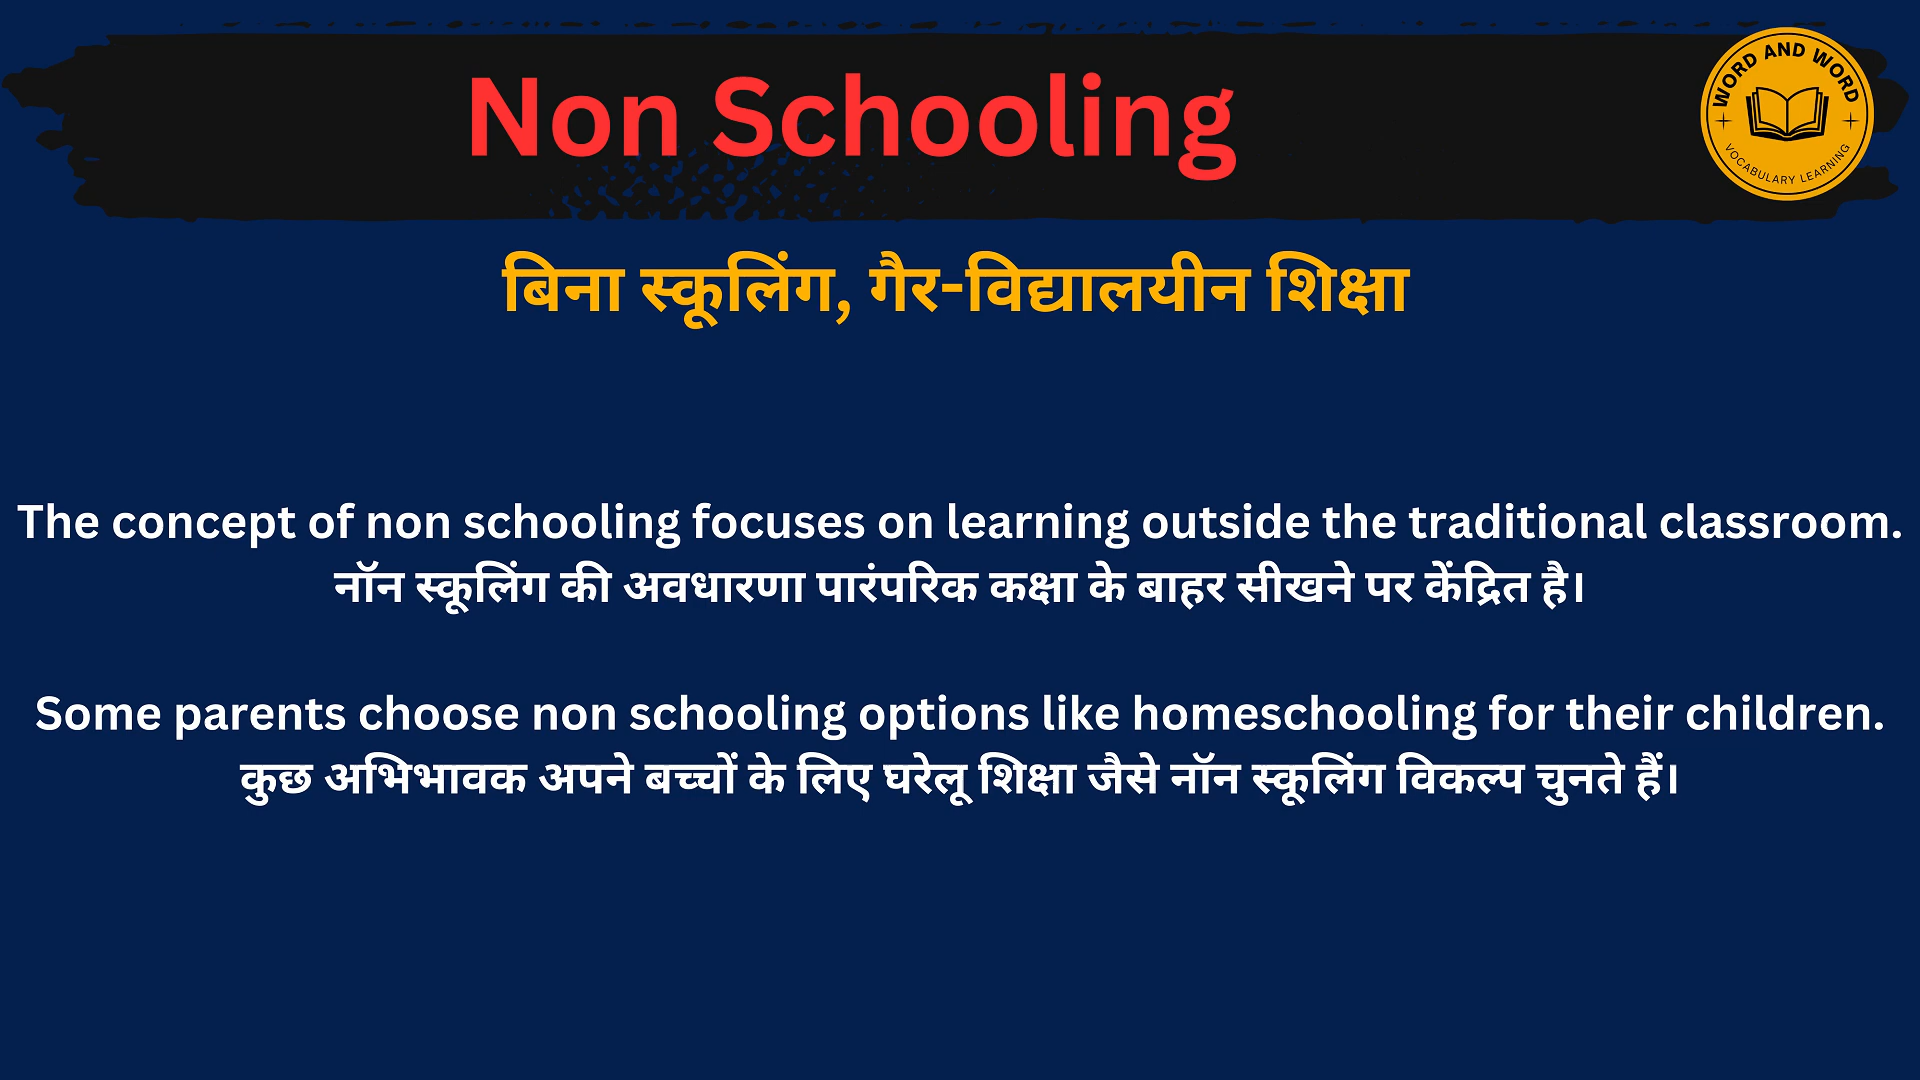 Non Schooling
WORD AND WORD
VOCABULARY LEARNING
बिना स्कूलिंग, गैर-विद्यालयीन शिक्षा
The concept of non schooling focuses on learning outside the traditional classroom.
नॉन स्कूलिंग की अवधारणा पारंपरिक कक्षा के बाहर सीखने पर केंद्रित है।
Some parents choose non schooling options like homeschooling for their children.
कुछ अभिभावक अपने बच्चों के लिए घरेलू शिक्षा जैसे नॉन स्कूलिंग विकल्प चुनते हैं।